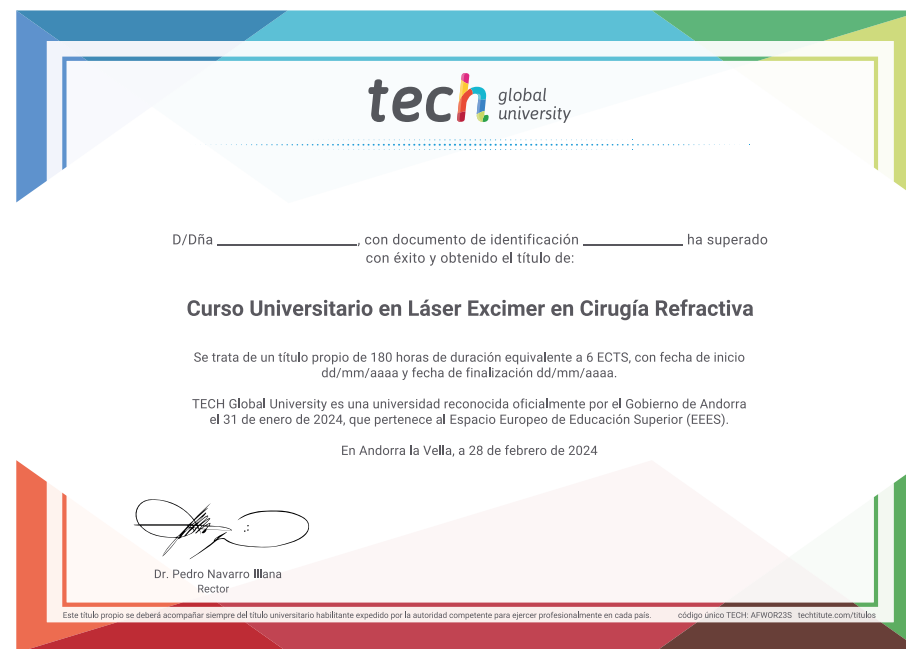 tech global university
D/Dña ____________, con documento de identificación ____________ ha superado
con éxito y obtenido el título de:
Curso Universitario en Láser Excimer en Cirugía Refractiva
Se trata de un título propio de 180 horas de duración equivalente a 6 ECTS, con fecha de inicio
dd/mm/aaaa y fecha de finalización dd/mm/aaaa.
TECH Global University es una universidad reconocida oficialmente por el Gobierno de Andorra
el 31 de enero de 2024, que pertenece al Espacio Europeo de Educación Superior (EEES).
En Andorra la Vella, a 28 de febrero de 2024
Dr. Pedro Navarro Illana
Rector
Este título propio se deberá acompañar siempre del título universitario habilitante expedido por la autoridad competente para ejercer profesionalmente en cada país. código único TECH: AFWOR23S techtitute.com/titulos